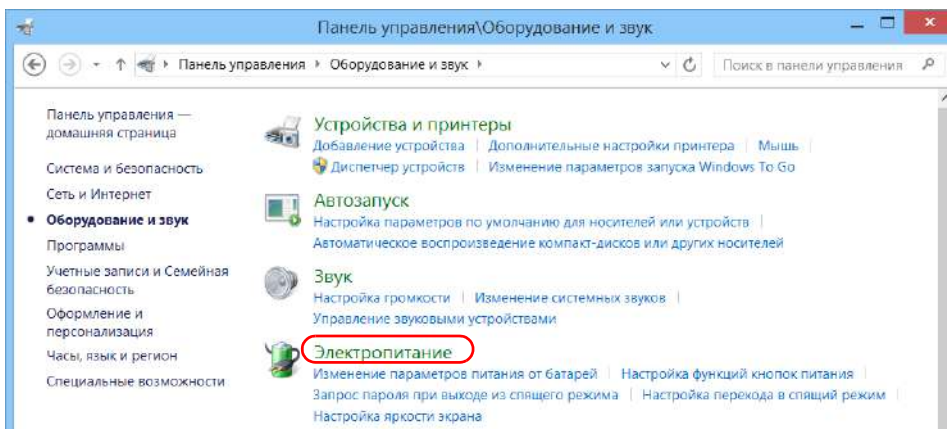 Панель управления\Оборудование и звук
Панель управления Оборудование и звук
Поиск в панели управления
Панель управления —
домашняя страница
Система и безопасность
Сеть и Интернет
Оборудование и звук
Программы
Учетные записи и Семейная
безопасность
Оформление и
персонализация
Часы, язык и регион
Специальные возможности
Устройства и принтеры
Добавление устройства | Дополнительные настройки принтера | Мышь |
Диспетчер устройств | Изменение параметров запуска Windows To Go
Автозапуск
Настройка параметров по умолчанию для носителей или устройств |
Автоматическое воспроизведение компакт-дисков или других носителей
Звук
Настройка громкости | Изменение системных звуков |
Управление звуковыми устройствами
Электропитание
Изменение параметров питания от батарей | Настройка функций кнопок питания |
Запрос пароля при выходе из спящего режима | Настройка перехода в спящий режим |
Настройка яркости экрана